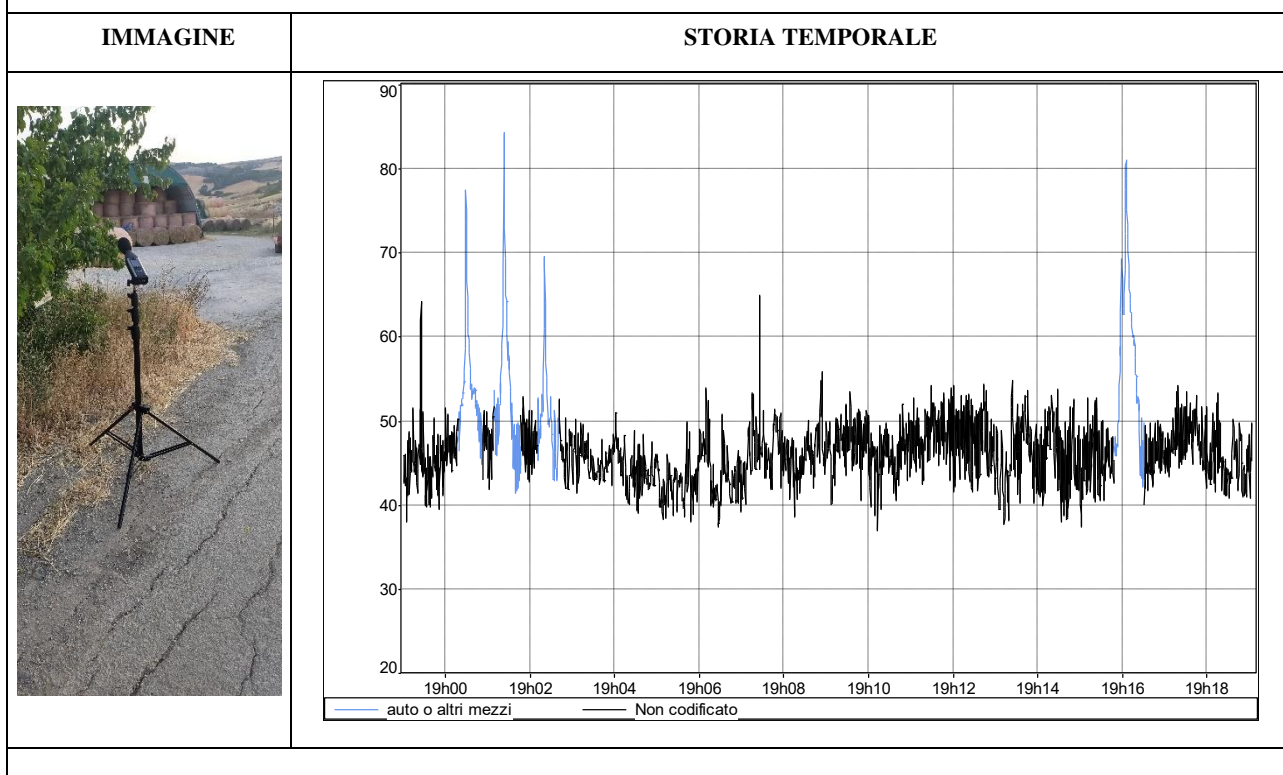 IMMAGINE
STORIA TEMPORALE
90
80
70
60
50
40
30
20
19h00 19h02 19h04 19h06 19h08 19h10 19h12 19h14 19h16 19h18
auto o altri mezzi Non codificato